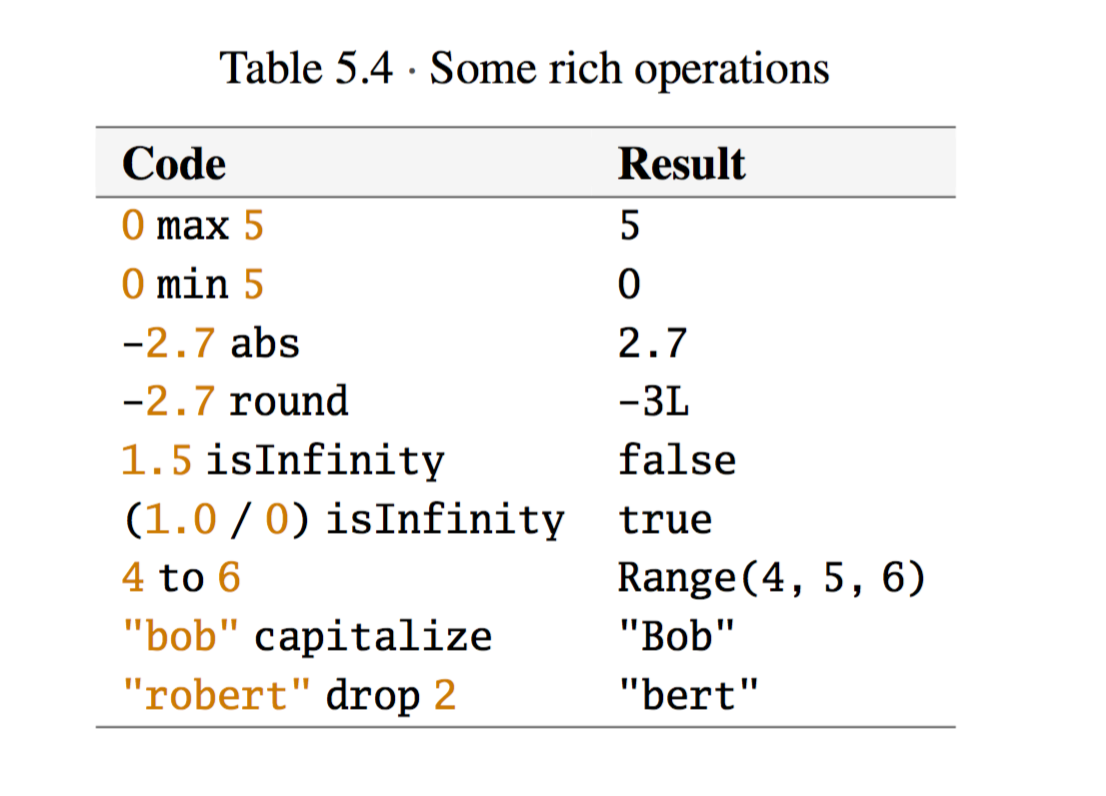 Table 5.4 · Some rich operations
Code Result
0 max 5 5
0 min 5 0
-2.7 abs 2.7
-2.7 round -3L
1.5 isInfinity false
(1.0 / 0) isInfinity true
4 to 6 Range(4, 5, 6)
"bob" capitalize "Bob"
"robert" drop 2 "bert"